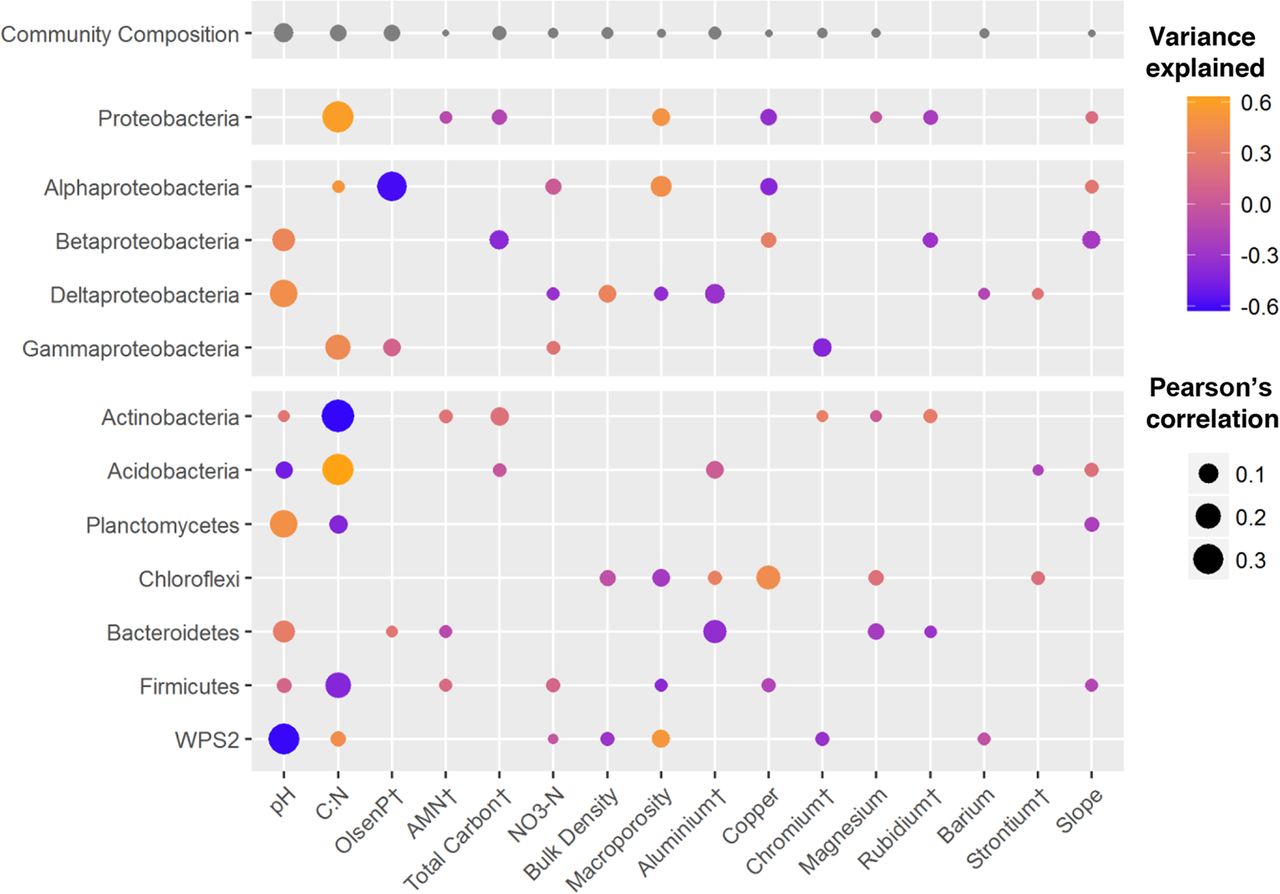 Community Composition
Proteobacteria
Alphaproteobacteria
Betaproteobacteria
Deltaproteobacteria
Gammaproteobacteria
Actinobacteria
Acidobacteria
Planctomycetes
Chloroflexi
Bacteroidetes
Firmicutes
WPS2
pH
C:N
OlsenP†
AMN†
Total Carbon†
NO3-N
Bulk Density
Macroporosity
Aluminium†
Copper
Chromium†
Magnesium
Rubidium†
Barium
Strontium†
Slope
Variance
explained
0.6
0.3
0.0
-0.3
-0.6
Pearson's
correlation
0.1
0.2
0.3